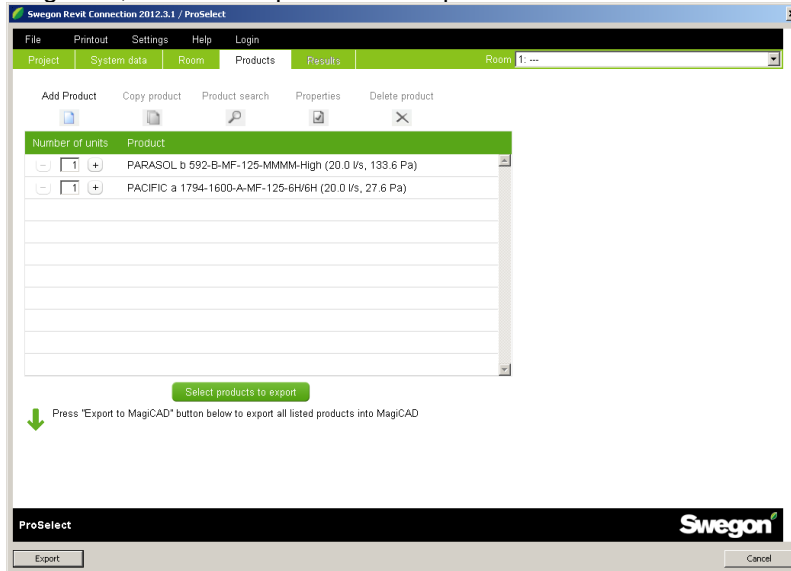 Swegon Revit Connection 2012.3.1 / ProSelect
File Printout Settings Help Login
Project System data Room Products Results Room 1: ---
Add Product Copy product Product search Properties Delete product
Number of units Product
1 PARASOL b 592-B-MF-125-MMMM-High (20.0 l/s, 133.6 Pa)
1 PACIFIC a 1794-1600-A-MF-125-6H/6H (20.0 l/s, 27.6 Pa)
Select products to export
Press "Export to MagiCAD" button below to export all listed products into MagiCAD
ProSelect Swegon
Export Cancel